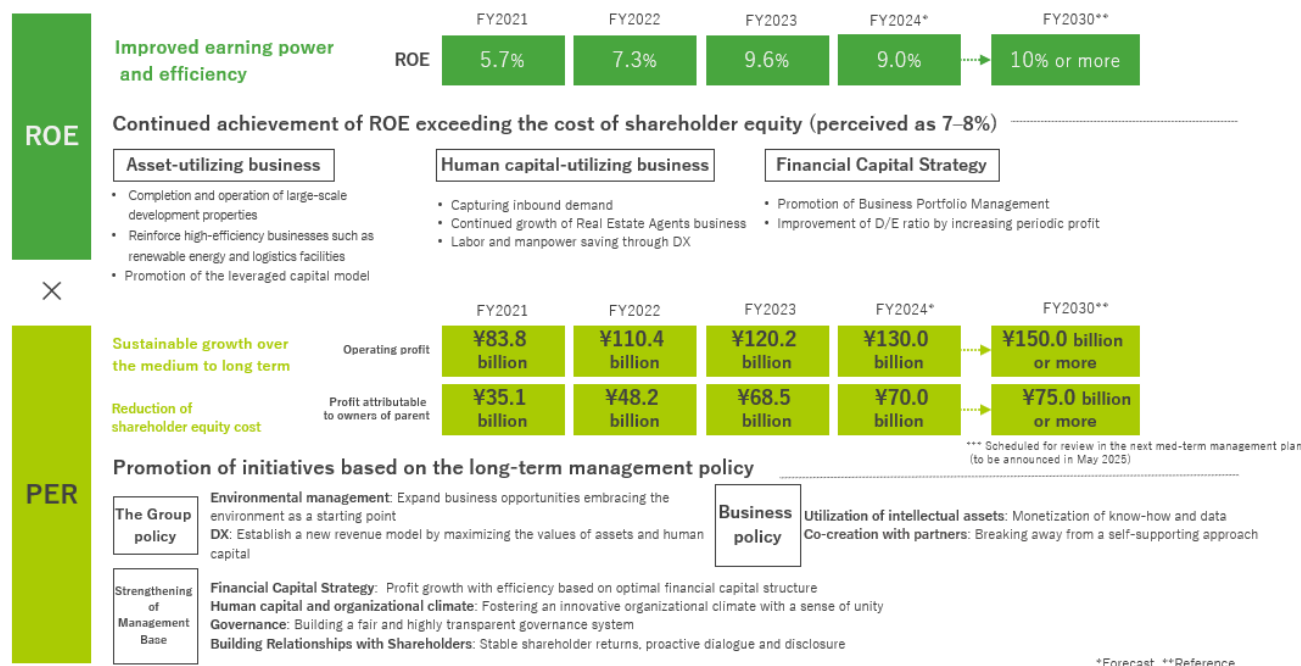 ROE
Improved earning power
and efficiency
FY2021 FY2022 FY2023 FY2024* FY2030**
ROE 5.7% 7.3% 9.6% 9.0% 10% or more
Continued achievement of ROE exceeding the cost of shareholder equity (perceived as 7–8%)
Asset-utilizing business
• Completion and operation of large-scale
development properties
• Reinforce high-efficiency businesses such as
renewable energy and logistics facilities
• Promotion of the leveraged capital model
Human capital-utilizing business
• Capturing inbound demand
• Continued growth of Real Estate Agents business
• Labor and manpower saving through DX
Financial Capital Strategy
• Promotion of Business Portfolio Management
• Improvement of D/E ratio by increasing periodic profit
×
PER
FY2021 FY2022 FY2023 FY2024* FY2030**
Sustainable growth over
the medium to long term
Operating profit
¥83.8 ¥110.4 ¥120.2 ¥130.0 ¥150.0 billion
billion billion billion billion or more
Reduction of
shareholder equity cost
Profit attributable
to owners of parent
¥35.1 ¥48.2 ¥68.5 ¥70.0 ¥75.0 billion
billion billion billion billion or more
*** Scheduled for review in the next med-term management plan
(to be announced in May 2025)
Promotion of initiatives based on the long-term management policy
The Group
policy
Environmental management: Expand business opportunities embracing the
environment as a starting point
DX: Establish a new revenue model by maximizing the values of assets and human
capital
Business
policy
Utilization of intellectual assets: Monetization of know-how and data
Co-creation with partners: Breaking away from a self-supporting approach
Strengthening
of
Management
Base
Financial Capital Strategy: Profit growth with efficiency based on optimal financial capital structure
Human capital and organizational climate: Fostering an innovative organizational climate with a sense of unity
Governance: Building a fair and highly transparent governance system
Building Relationships with Shareholders: Stable shareholder returns, proactive dialogue and disclosure
*Forecast **Reference